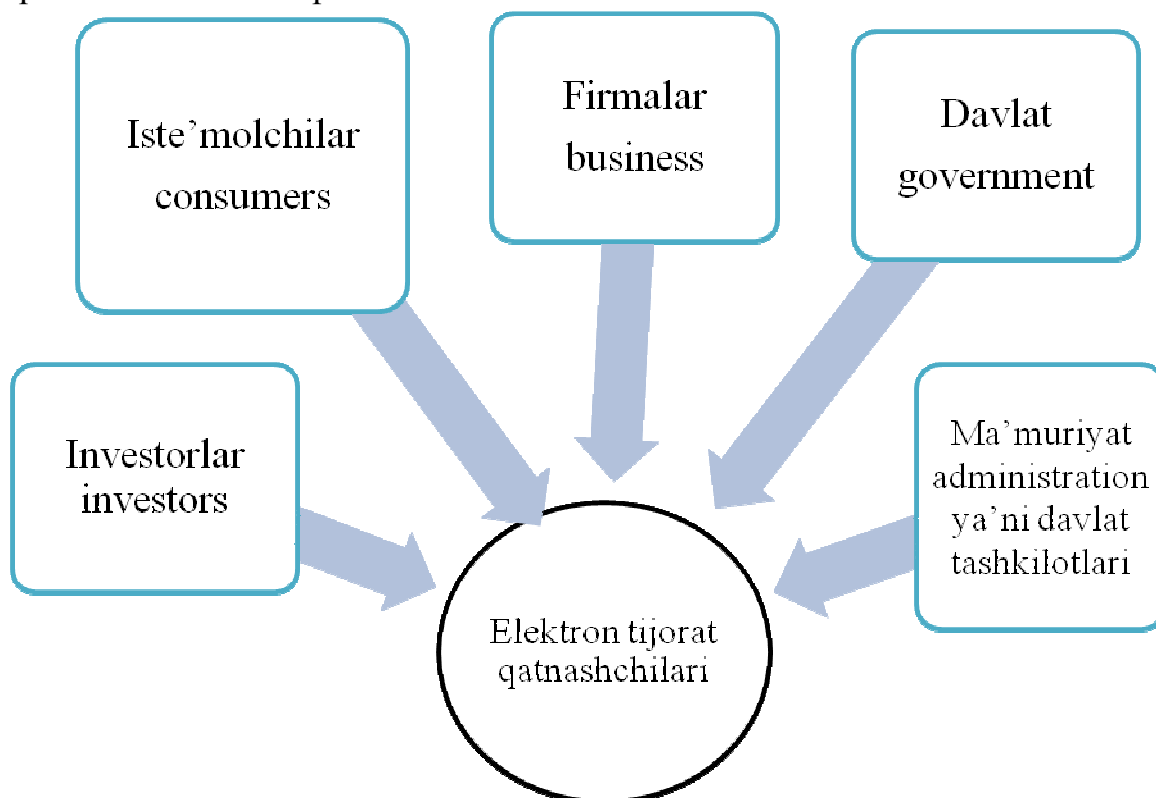 Iste’molchilar
consumers
Firmalar
business
Davlat
government
Investorlar
investors
Ma’muriyat
administration
ya’ni davlat
tashkilotlari
Elektron tijorat
qatnashchilari